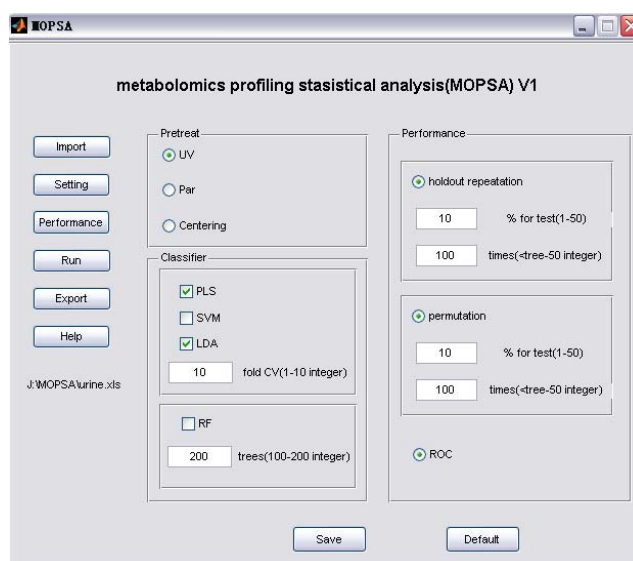 MOPSA
metabolomics profiling stasistical analysis(MOPSA) V1
Import
Setting
Performance
Run
Export
Help
J:\MOPSA\urine.xls
Pretreat
UV
Par
Centering
Classifier
PLS
SVM
LDA
10 fold CV(1-10 integer)
RF
200 trees(100-200 integer)
Performance
holdout repeatation
10 % for test(1-50)
100 times(<tree-50 integer)
permutation
10 % for test(1-50)
100 times(<tree-50 integer)
ROC
Save
Default